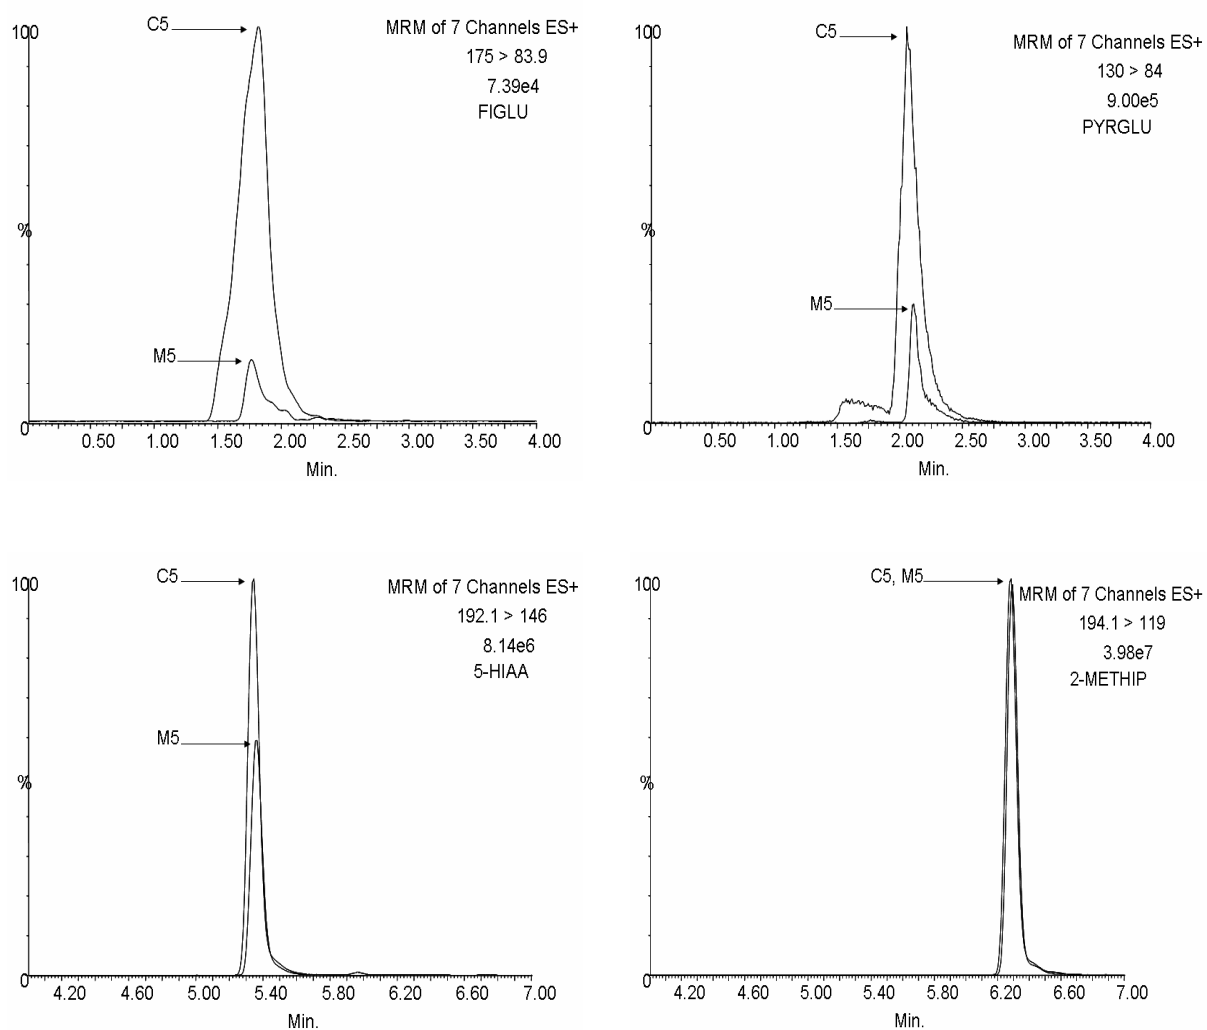 100
C5
MRM of 7 Channels ES+
175 > 83.9
7.39e4
FIGLU
M5
%
0
0.50 1.00 1.50 2.00 2.50 3.00 3.50 4.00
Min.
100
C5
MRM of 7 Channels ES+
130 > 84
9.00e5
PYRGLU
M5
%
0
0.50 1.00 1.50 2.00 2.50 3.00 3.50 4.00
Min.
100
C5
MRM of 7 Channels ES+
192.1 > 146
8.14e6
5-HIAA
M5
%
0
4.20 4.60 5.00 5.40 5.80 6.20 6.60 7.00
Min.
100
C5, M5
MRM of 7 Channels ES+
194.1 > 119
3.98e7
2-METHIP
%
0
4.20 4.60 5.00 5.40 5.80 6.20 6.60 7.00
Min.